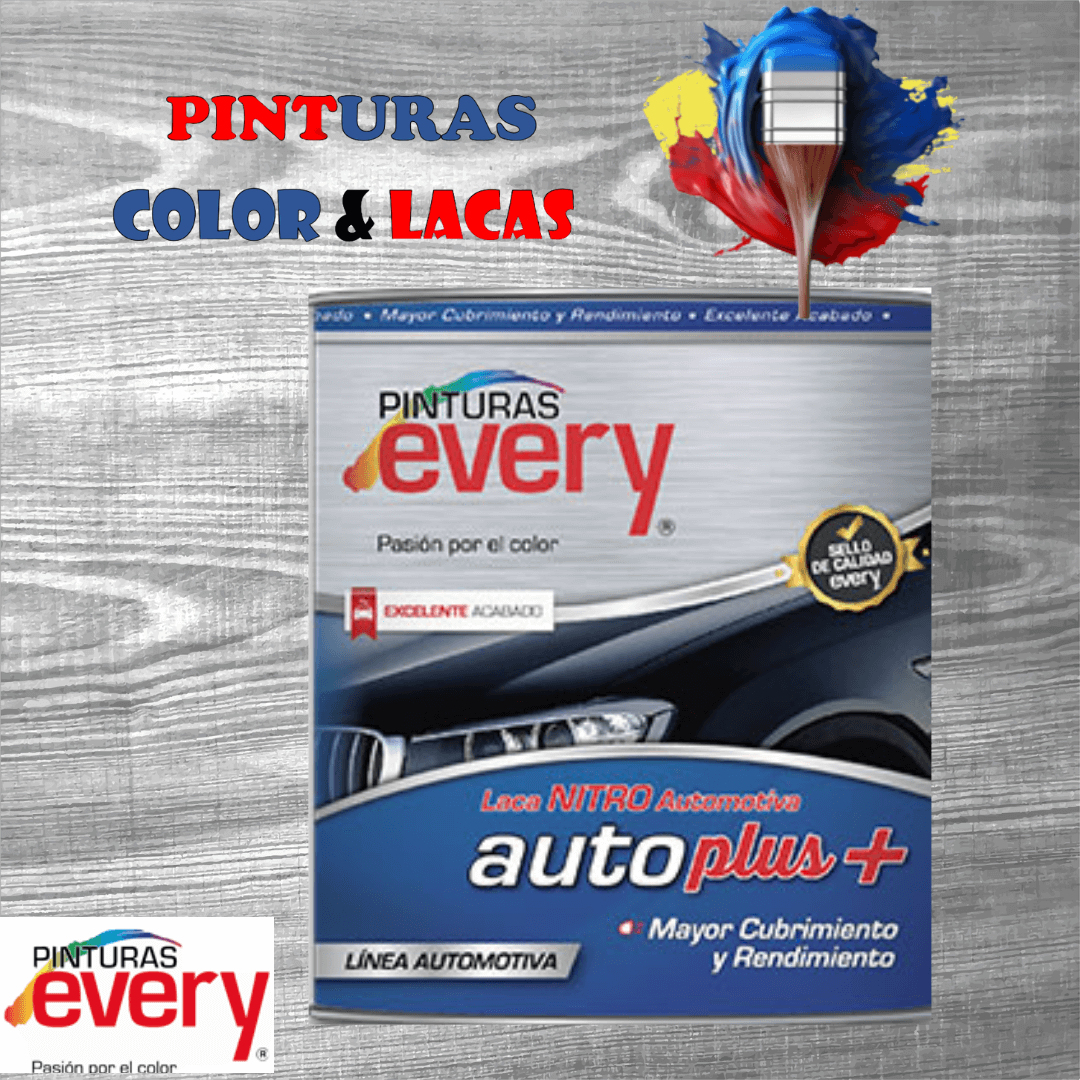 PINTURAS
COLOR & LACAS
Mayor Cubrimiento y Rendimiento • Excelente Acabado •
PINTURAS
every
®
Pasión por el color
SELLO
DE CALIDAD
every
EXCELENTE ACABADO
Laca NITRO Automotiva
autoplus+
Mayor Cubrimiento
y Rendimiento
LÍNEA AUTOMOTIVA
PINTURAS
every
®
Pasión por el color